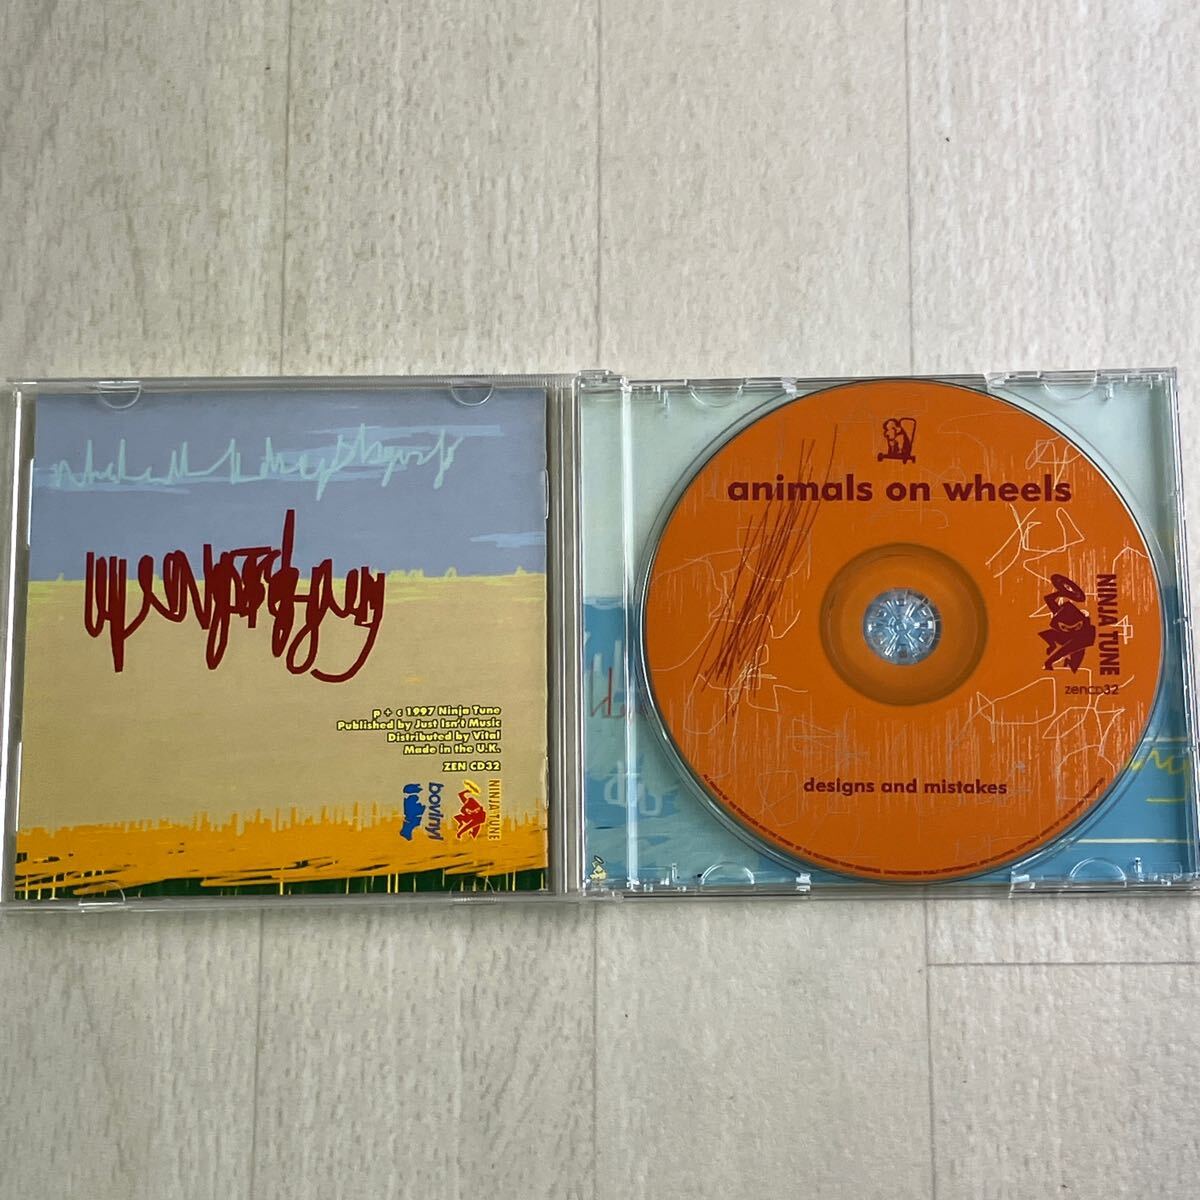 p + c 1997 Ninja Tune
Published by Just Isn't Music
Distributed by Vital
Made in the U.K.
ZEN CD32
bovinyl
NINJA TUNE
animals on wheels
NINJA TUNE
zencd32
designs and mistakes